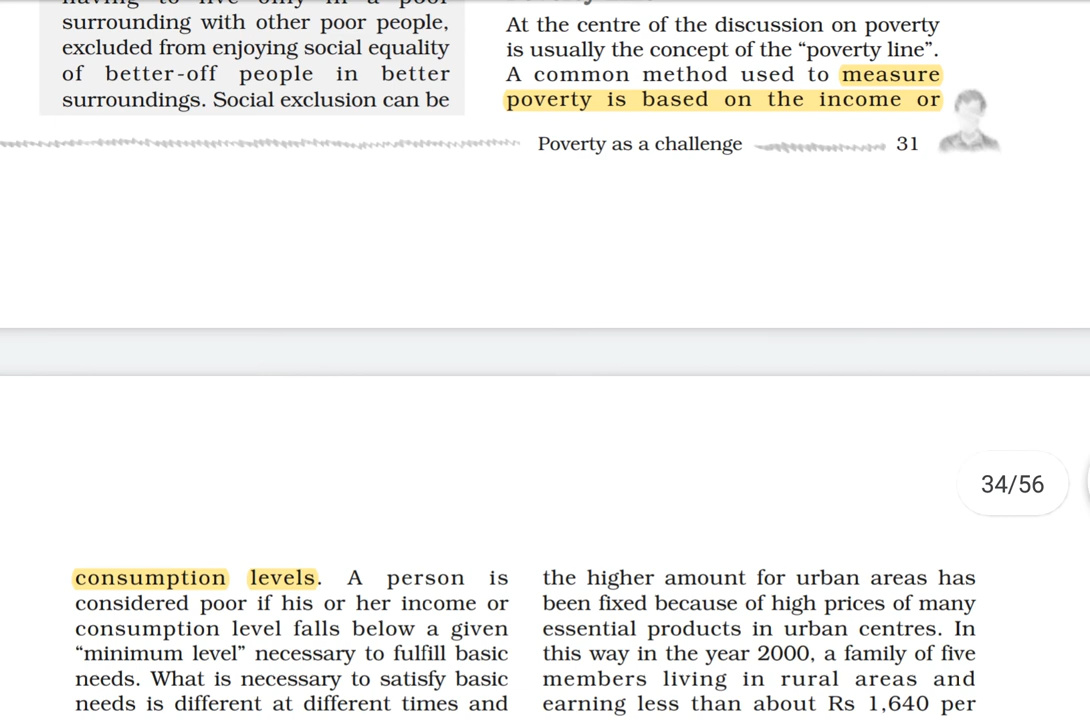 having to live only in a poor
surrounding with other poor people,
excluded from enjoying social equality
of better-off people in better
surroundings. Social exclusion can be
At the centre of the discussion on poverty
is usually the concept of the “poverty line”.
A common method used to measure
poverty is based on the income or
Poverty as a challenge 31
34/56
consumption levels. A person is
considered poor if his or her income or
consumption level falls below a given
“minimum level” necessary to fulfill basic
needs. What is necessary to satisfy basic
needs is different at different times and
the higher amount for urban areas has
been fixed because of high prices of many
essential products in urban centres. In
this way in the year 2000, a family of five
members living in rural areas and
earning less than about Rs 1,640 per